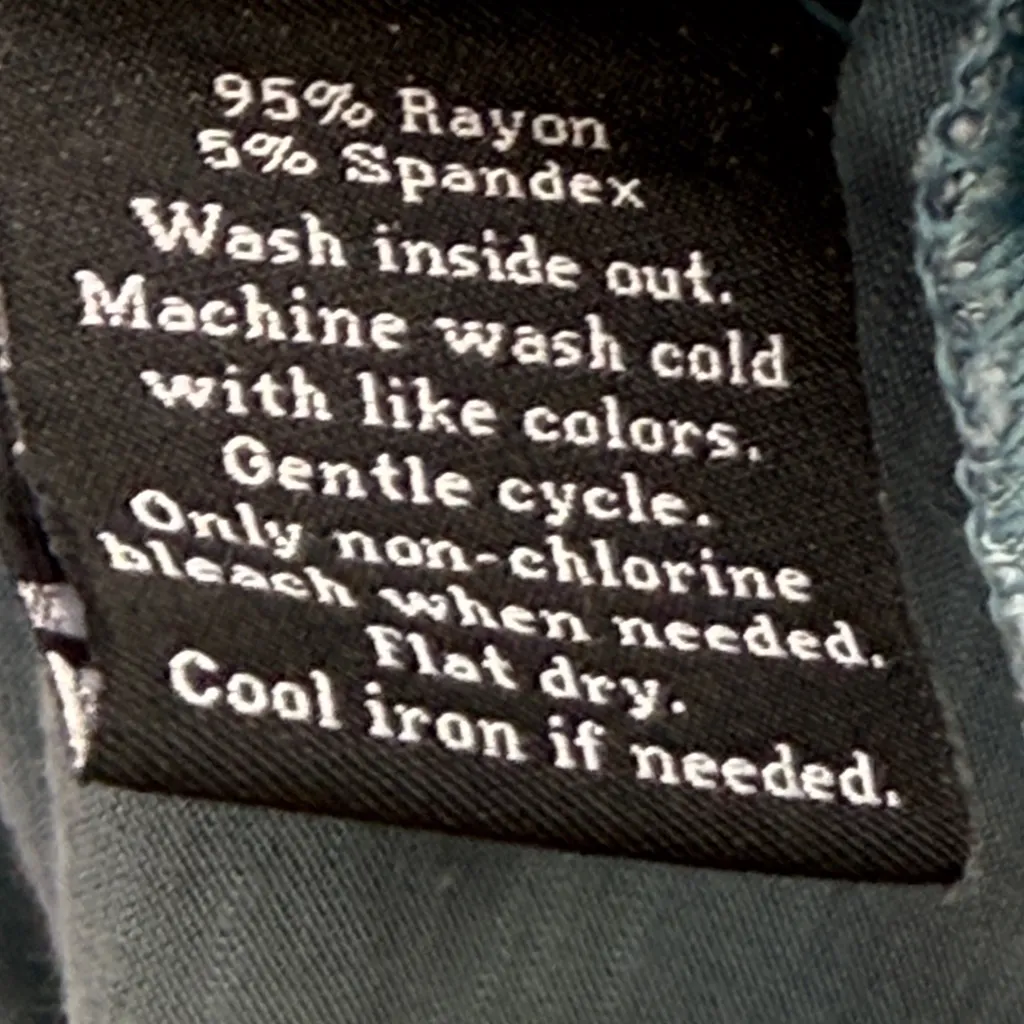 95% Rayon
5% Spandex
Wash inside out.
Machine wash cold
with like colors.
Gentle cycle.
Only non-chlorine
bleach when needed.
Flat dry.
Cool iron if needed.